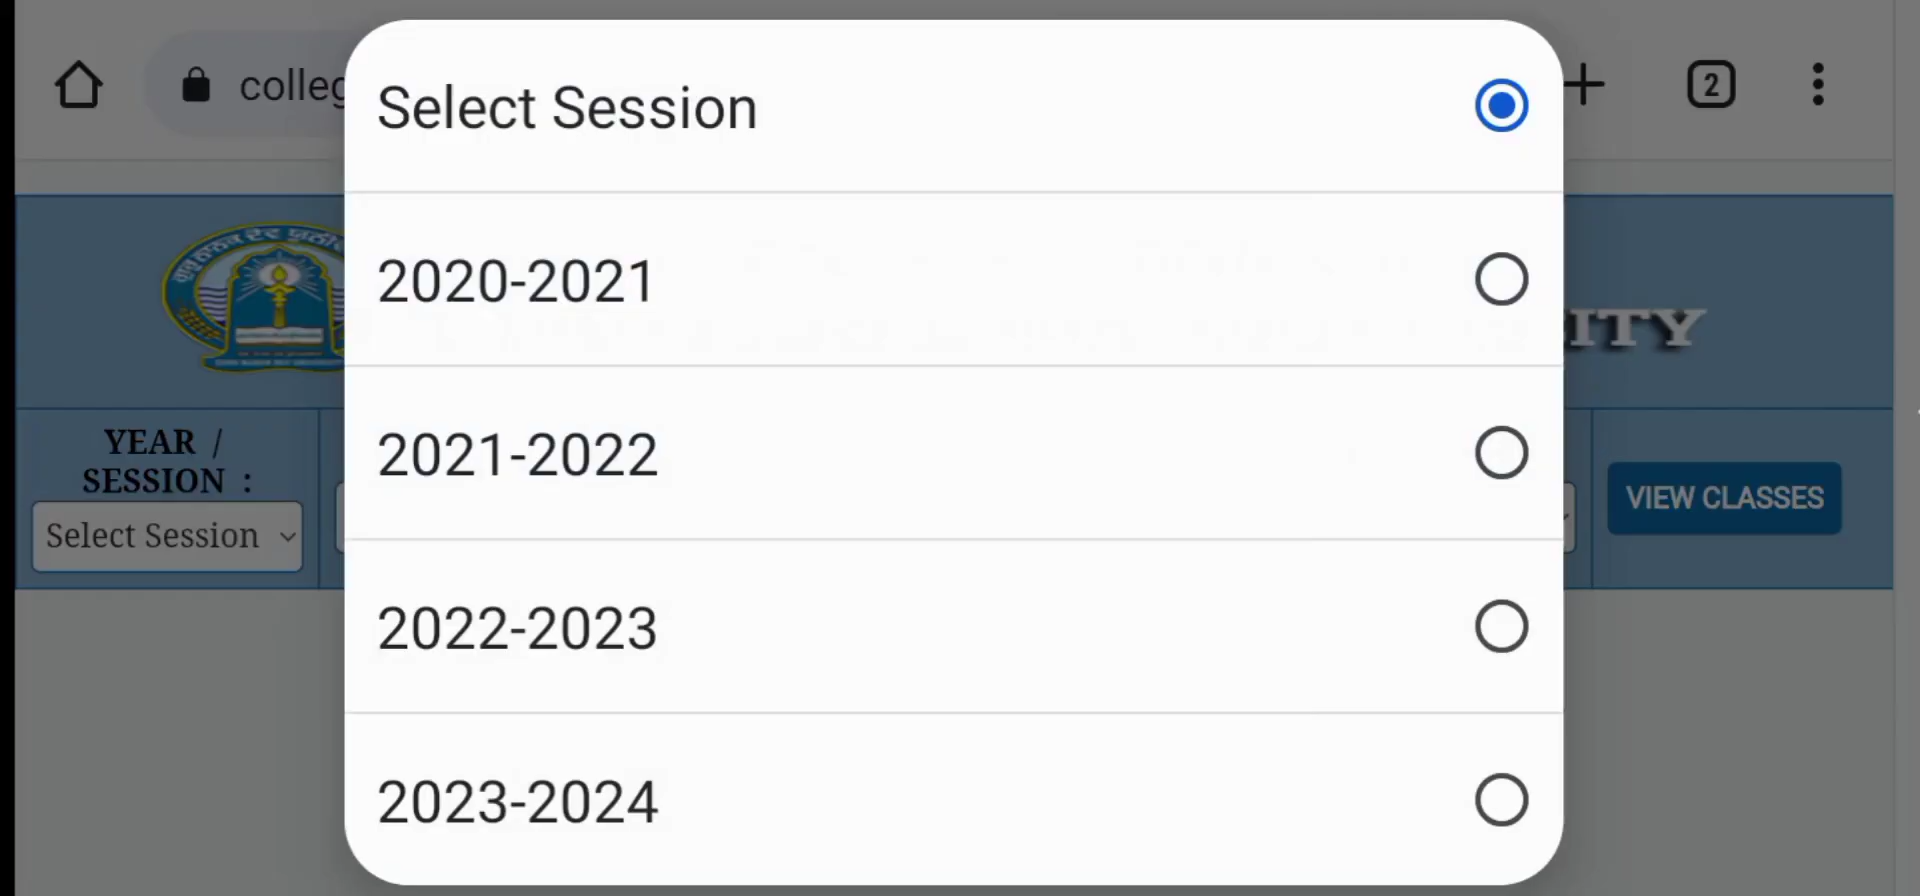 colleg
2
Select Session
2020-2021
2021-2022
2022-2023
2023-2024
ITY
YEAR /
SESSION :
Select Session
VIEW CLASSES